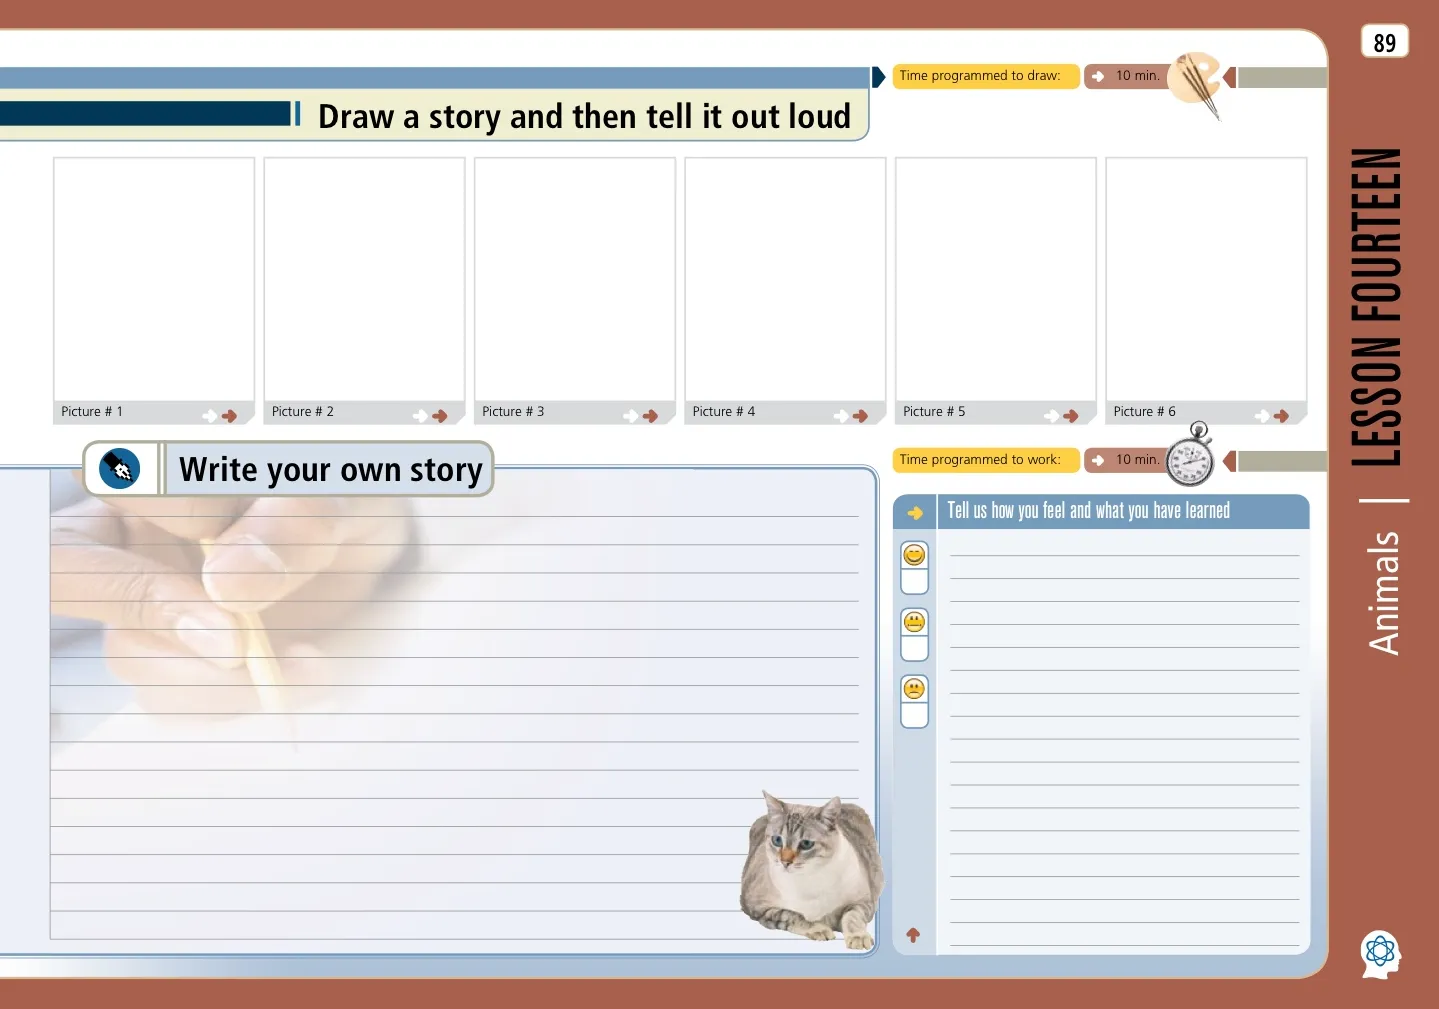 89
Time programmed to draw:
10 min.
Draw a story and then tell it out loud
Picture # 1
Picture # 2
Picture # 3
Picture # 4
Picture # 5
Picture # 6
Write your own story
Time programmed to work:
10 min.
Tell us how you feel and what you have learned
LESSON FOURTEEN
Animals